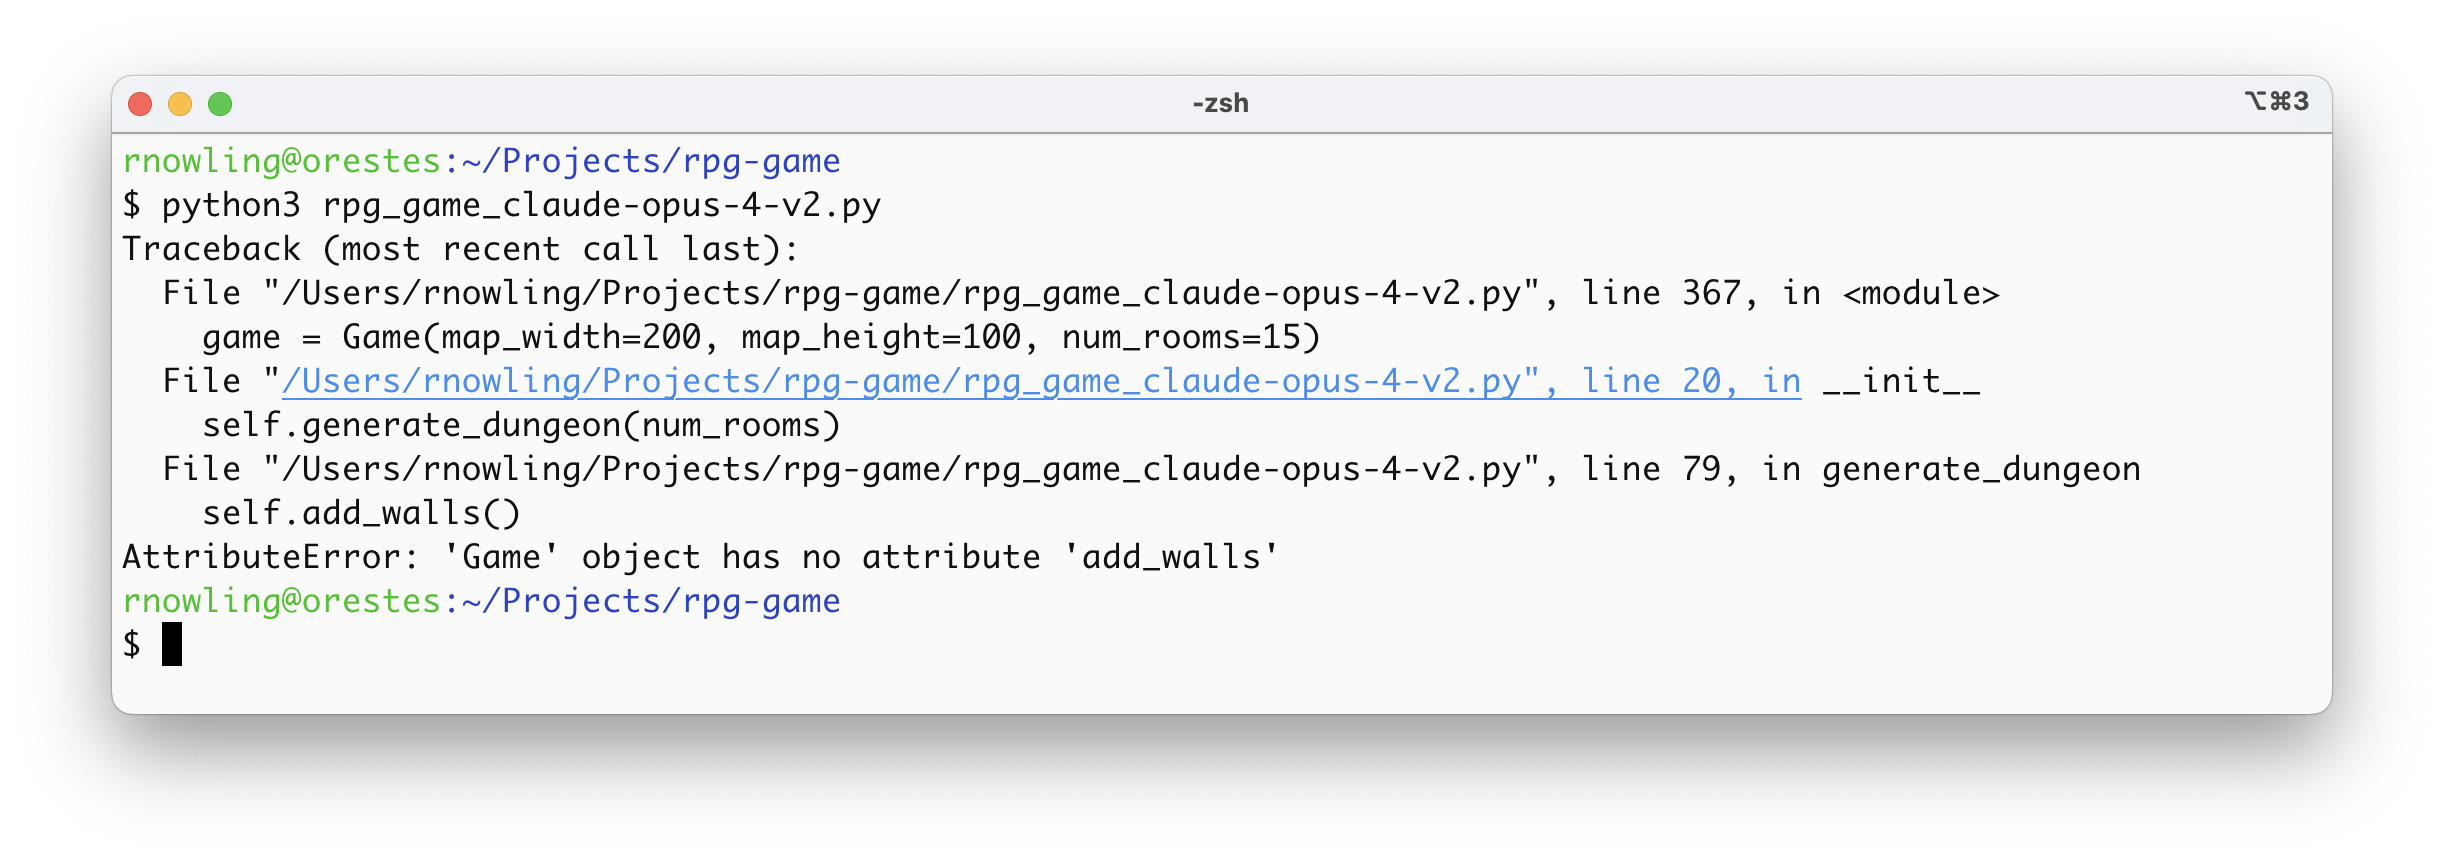 -zsh ⌥⌘3
rnowling@orestes:~/Projects/rpg-game
$ python3 rpg_game_claude-opus-4-v2.py
Traceback (most recent call last):
  File "/Users/rnowling/Projects/rpg-game/rpg_game_claude-opus-4-v2.py", line 367, in <module>
    game = Game(map_width=200, map_height=100, num_rooms=15)
  File "/Users/rnowling/Projects/rpg-game/rpg_game_claude-opus-4-v2.py", line 20, in __init__
    self.generate_dungeon(num_rooms)
  File "/Users/rnowling/Projects/rpg-game/rpg_game_claude-opus-4-v2.py", line 79, in generate_dungeon
    self.add_walls()
AttributeError: 'Game' object has no attribute 'add_walls'
rnowling@orestes:~/Projects/rpg-game
$